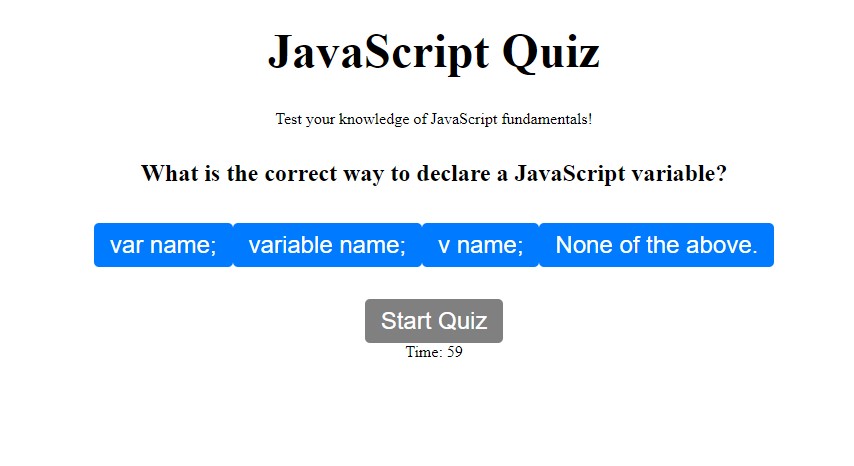 JavaScript Quiz
Test your knowledge of JavaScript fundamentals!
What is the correct way to declare a JavaScript variable?
var name; variable name; v name; None of the above.
Start Quiz
Time: 59